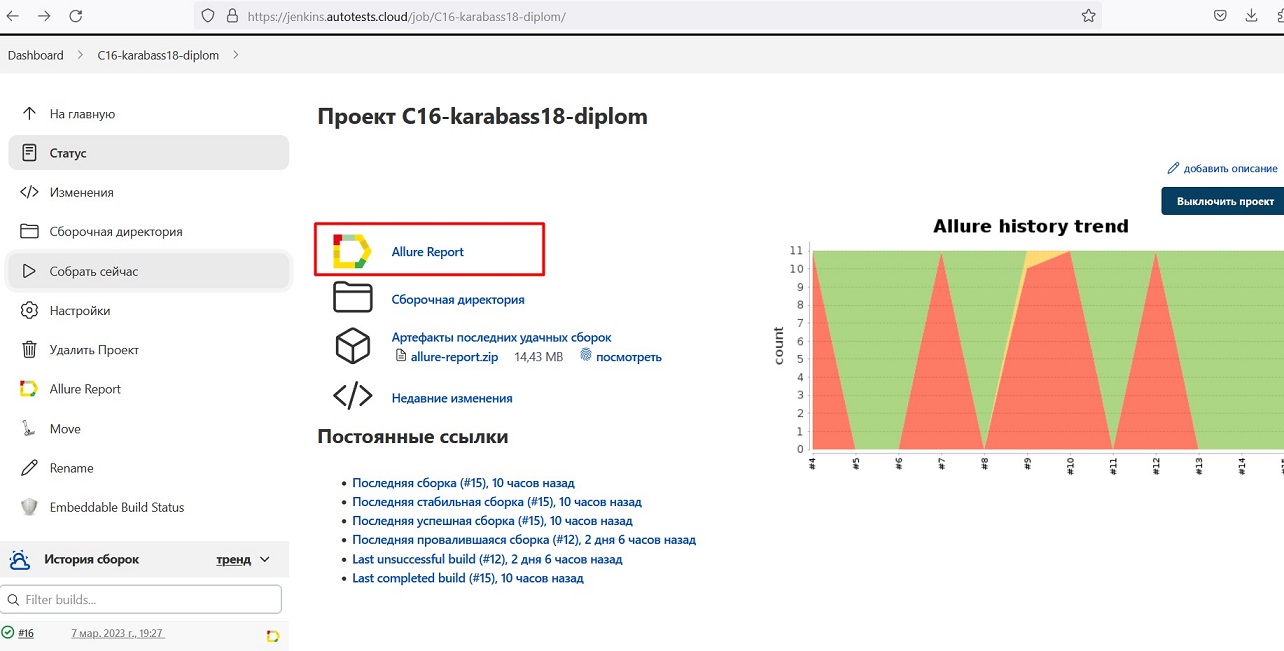 https://jenkins.autotests.cloud/job/C16-karabass18-diplom/
Dashboard > C16-karabass18-diplom >
На главную
Статус
Изменения
Сборочная директория
Собрать сейчас
Настройки
Удалить Проект
Allure Report
Move
Rename
Embeddable Build Status
История сборок
тренд
Filter builds...
#16
7 мар. 2023 г., 19:27
Проект C16-karabass18-diplom
добавить описание
Выключить проект
Allure Report
Сборочная директория
Артефакты последних удачных сборок
allure-report.zip 14,43 MB посмотреть
Недавние изменения
Постоянные ссылки
Последняя сборка (#15), 10 часов назад
Последняя стабильная сборка (#15), 10 часов назад
Последняя успешная сборка (#15), 10 часов назад
Последняя провалившаяся сборка (#12), 2 дня 6 часов назад
Last unsuccessful build (#12), 2 дня 6 часов назад
Last completed build (#15), 10 часов назад
Allure history trend
count
11
10
9
8
7
6
5
4
3
2
1
0
#4
#5
#6
#7
#8
#9
#10
#11
#12
#13
#14